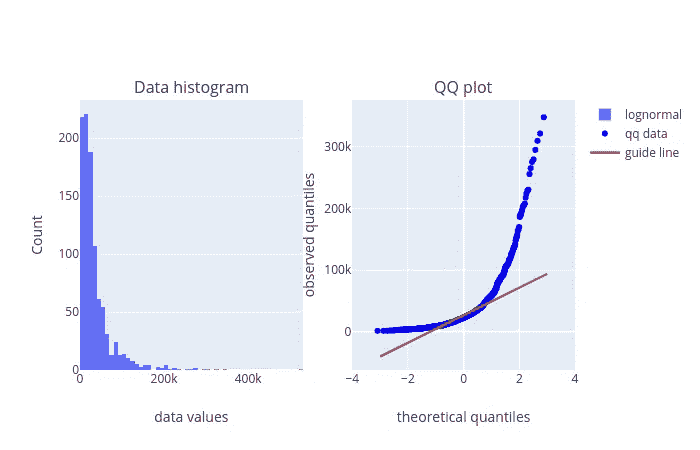 Data histogram
QQ plot
200
150
100
50
0
0
200k
400k
Count
data values
300k
200k
100k
0
−4
−2
0
2
4
observed quantiles
theoretical quantiles
lognormal
qq data
guide line